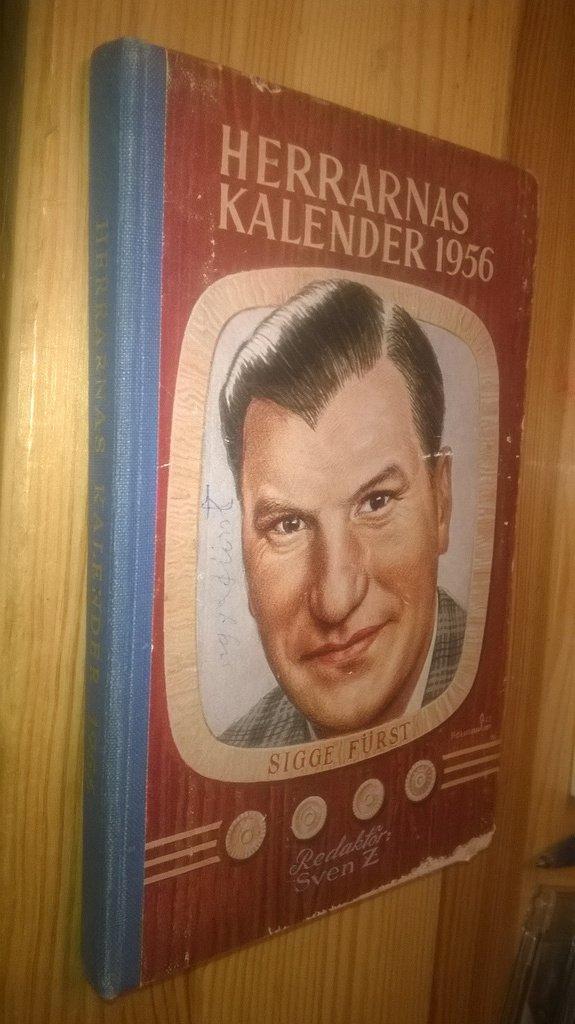 HERRARNAS
KALENDER 1956
SIGGE FÜRST
Redaktör:
Sven Z
HERRARNAS KALENDER 1956